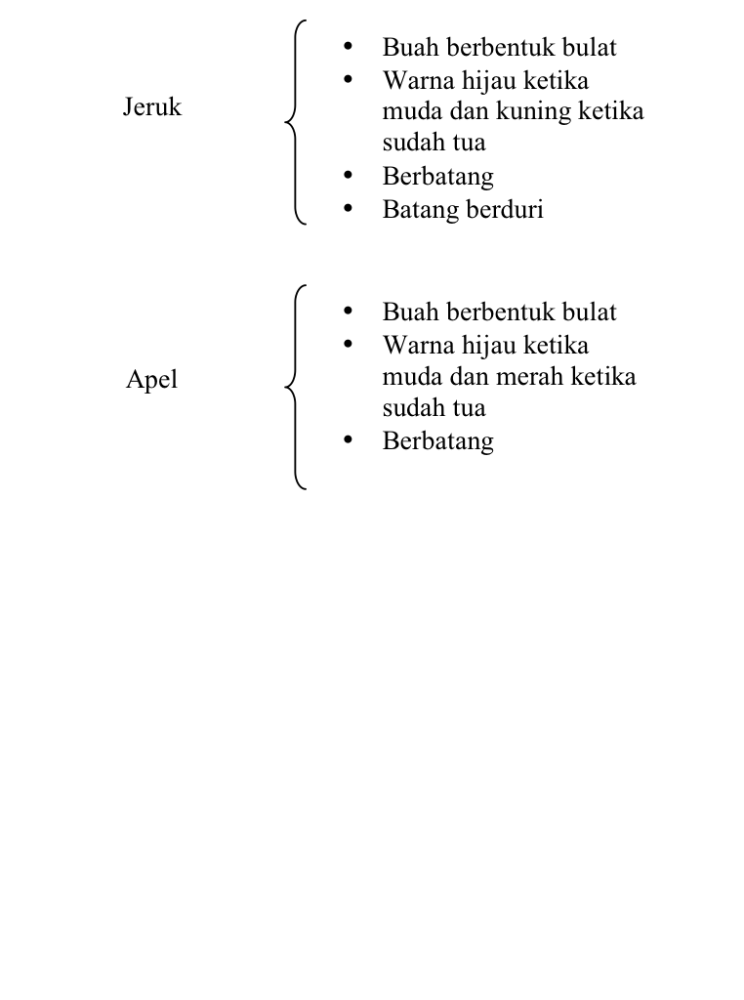 Jeruk
• Buah berbentuk bulat
• Warna hijau ketika
muda dan kuning ketika
sudah tua
• Berbatang
• Batang berduri
Apel
• Buah berbentuk bulat
• Warna hijau ketika
muda dan merah ketika
sudah tua
• Berbatang